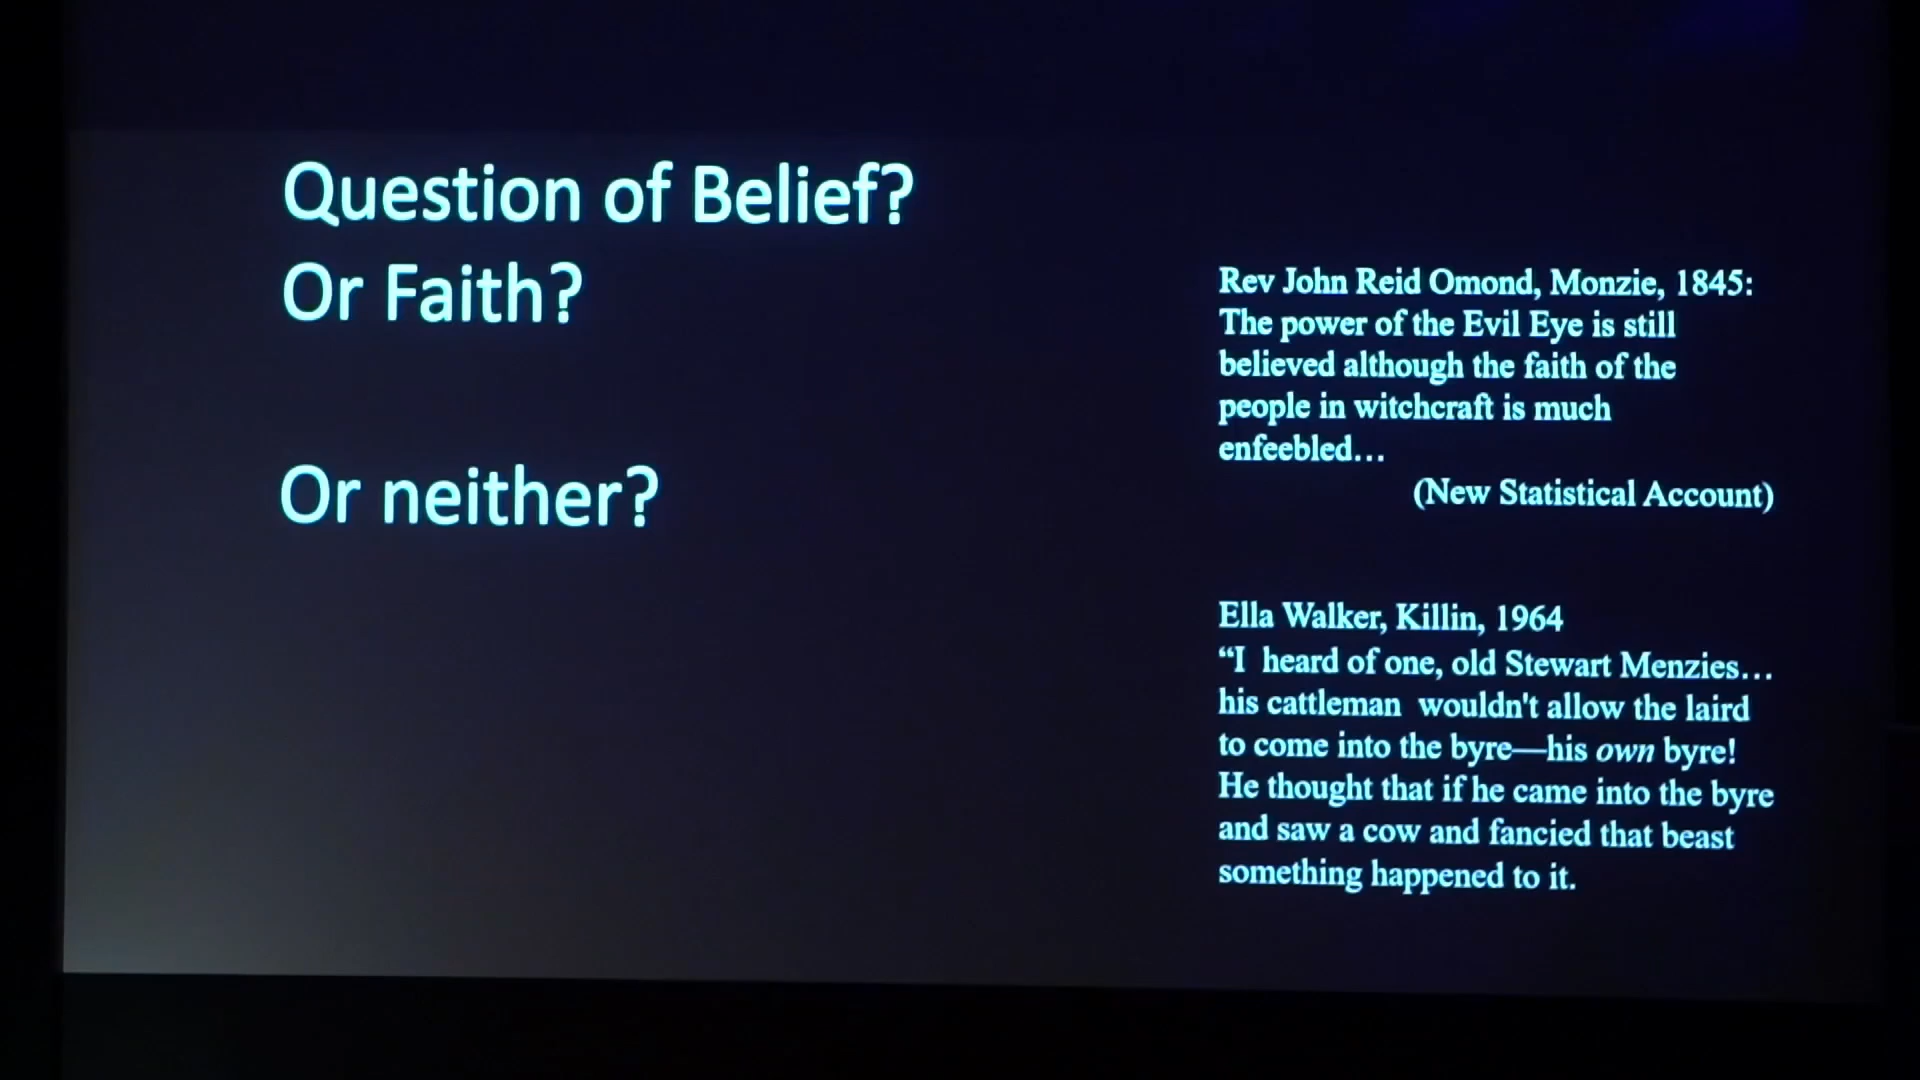 Question of Belief?
Or Faith?
Or neither?
Rev John Reid Omond, Monzie, 1845:
The power of the Evil Eye is still
believed although the faith of the
people in witchcraft is much
enfeebled…
(New Statistical Account)
Ella Walker, Killin, 1964
“I heard of one, old Stewart Menzies…
his cattleman wouldn't allow the laird
to come into the byre—his own byre!
He thought that if he came into the byre
and saw a cow and fancied that beast
something happened to it.